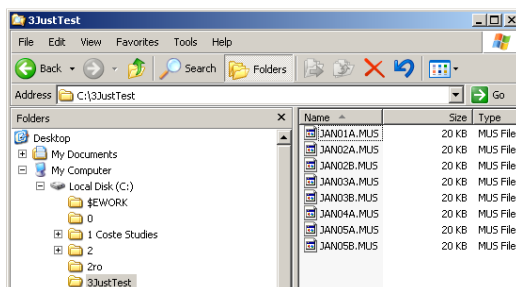 3JustTest
File Edit View Favorites Tools Help
Back Search Folders
Address C:\3JustTest Go
Folders x Name Size Type
Desktop
My Documents
My Computer
Local Disk (C:)
$EWORK
0
1 Coste Studies
2
2ro
3JustTest
JAN01A.MUS 20 KB MUS File
JAN02A.MUS 20 KB MUS File
JAN02B.MUS 20 KB MUS File
JAN03A.MUS 20 KB MUS File
JAN03B.MUS 20 KB MUS File
JAN04A.MUS 20 KB MUS File
JAN05A.MUS 20 KB MUS File
JAN05B.MUS 20 KB MUS File